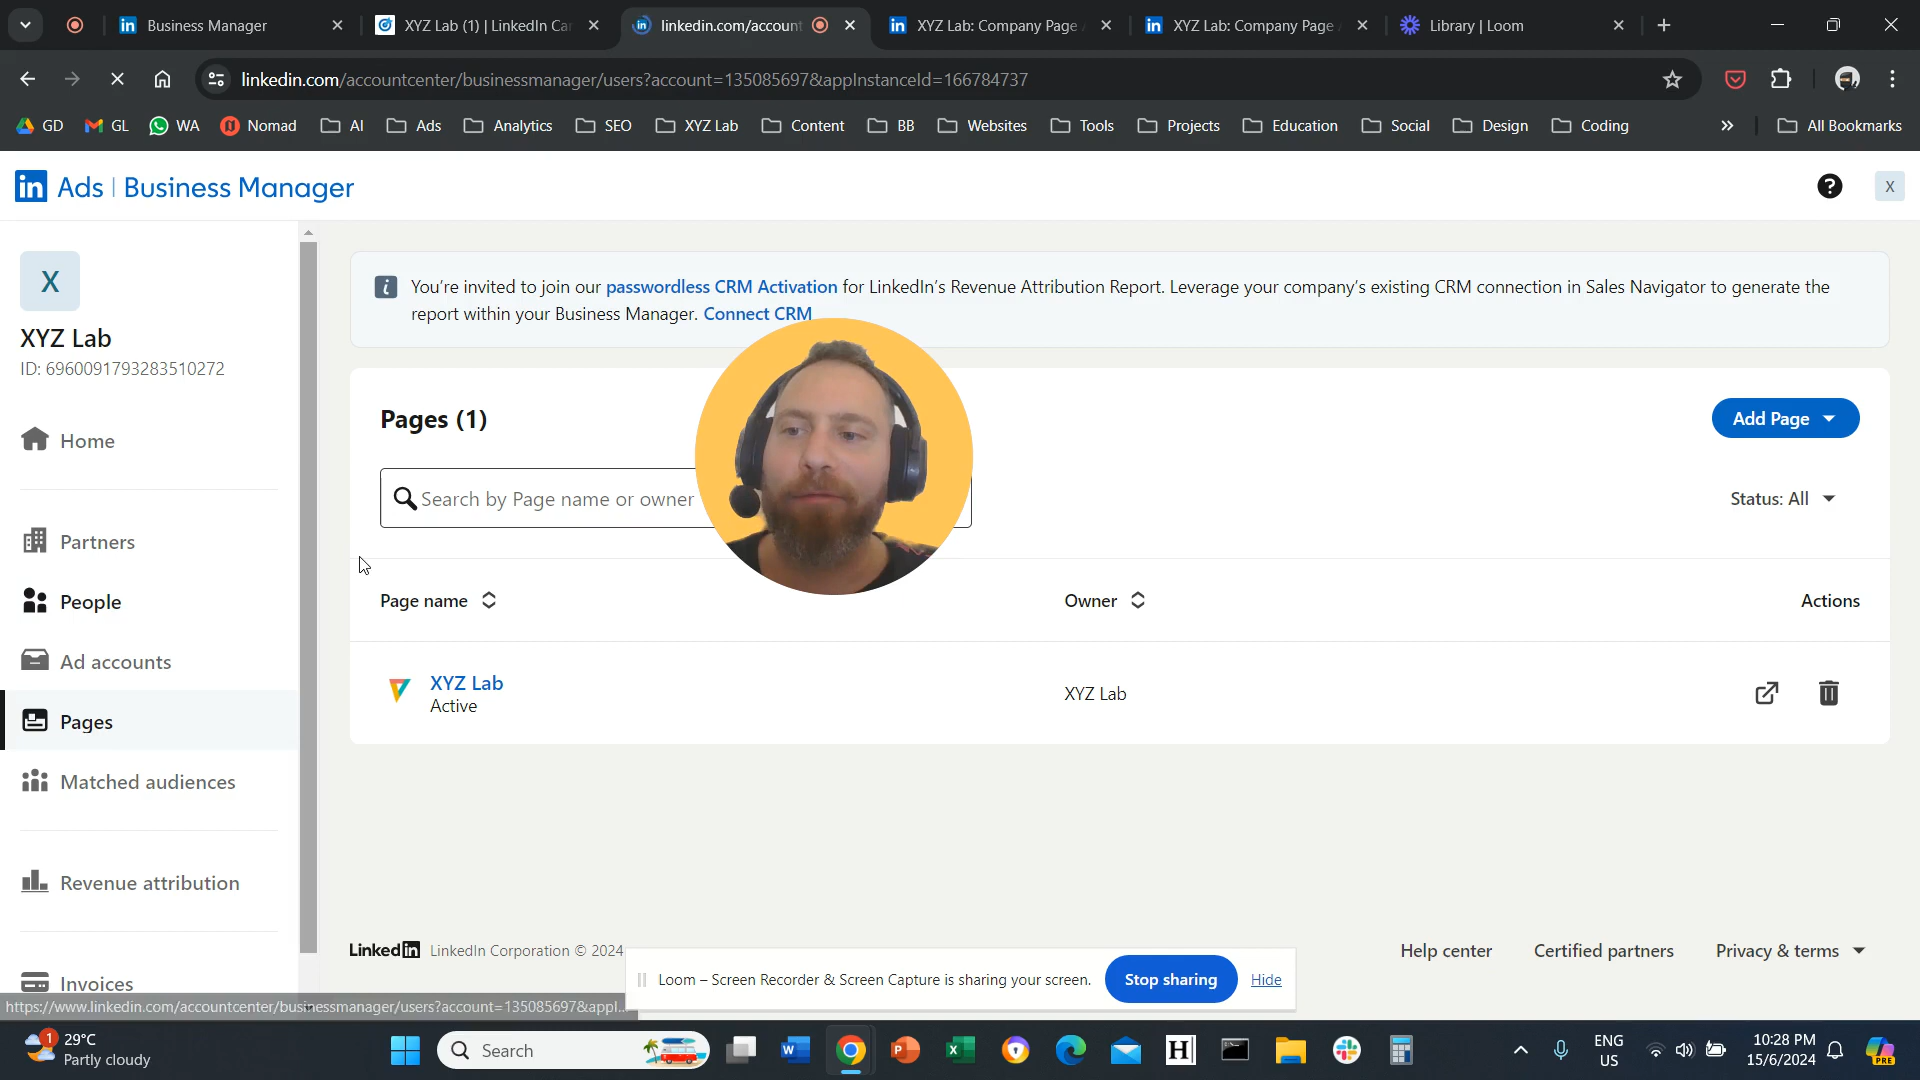 Business Manager
XYZ Lab (1) | LinkedIn Car
linkedin.com/account
XYZ Lab: Company Page
XYZ Lab: Company Page
Library | Loom
linkedin.com/accountcenter/businessmanager/users?account=135085697&appInstanceId=166784737
GD
GL
WA
Nomad
AI
Ads
Analytics
SEO
XYZ Lab
Content
BB
Websites
Tools
Projects
Education
Social
Design
Coding
All Bookmarks
in Ads | Business Manager
X
X
XYZ Lab
ID: 6960091793283510272
Home
Partners
People
Ad accounts
Pages
Matched audiences
Revenue attribution
Invoices
You're invited to join our passwordless CRM Activation for LinkedIn's Revenue Attribution Report. Leverage your company's existing CRM connection in Sales Navigator to generate the
report within your Business Manager. Connect CRM
Pages (1)
Add Page
Search by Page name or owner
Status: All
Page name
Owner
Actions
XYZ Lab
Active
XYZ Lab
LinkedIn LinkedIn Corporation © 2024
Help center
Certified partners
Privacy & terms
Loom – Screen Recorder & Screen Capture is sharing your screen.
Stop sharing
Hide
https://www.linkedin.com/accountcenter/businessmanager/users?account=135085697&appl...
1
29°C
Partly cloudy
Search
ENG
US
10:28 PM
15/6/2024
PRE